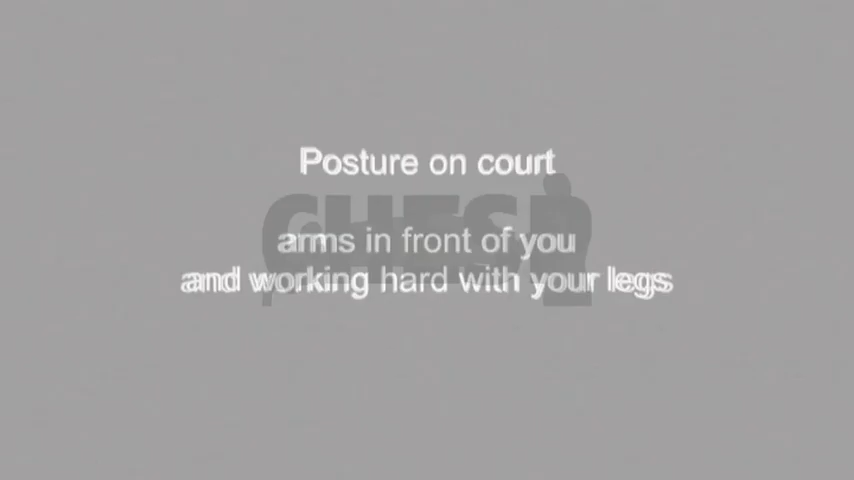 Posture on court
arms in front of you
and working hard with your legs